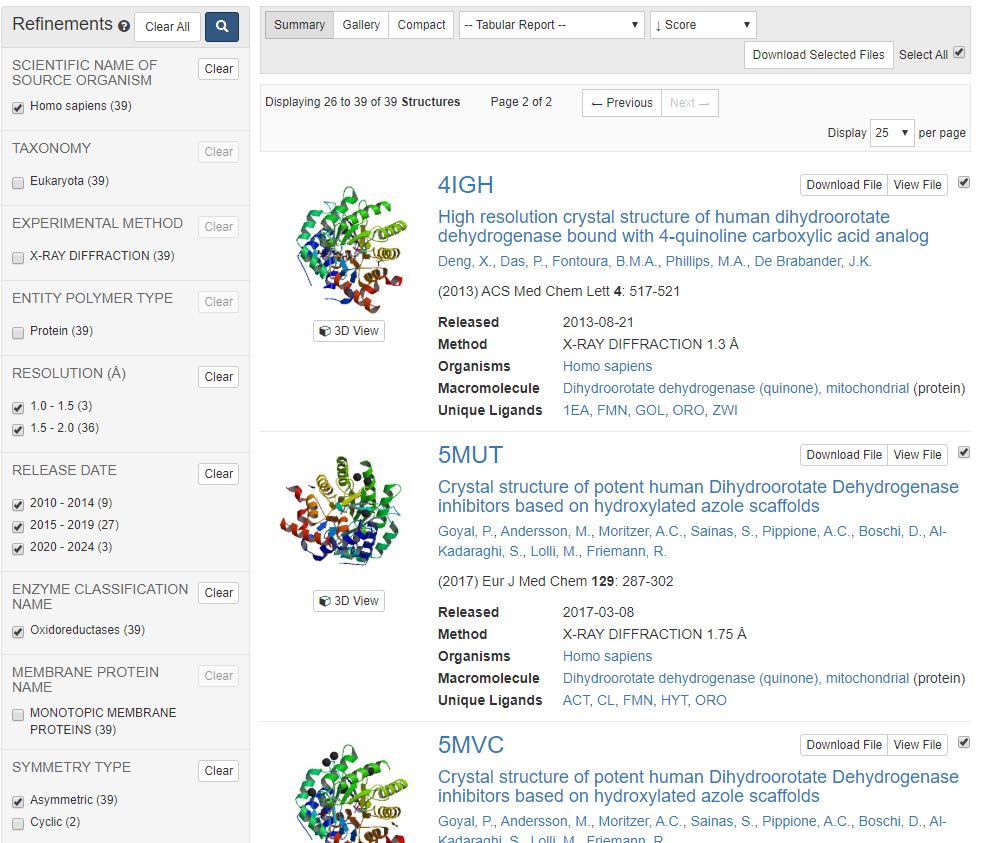 Refinements ? Clear All
SCIENTIFIC NAME OF
SOURCE ORGANISM
Clear
Homo sapiens (39)
TAXONOMY
Clear
Eukaryota (39)
EXPERIMENTAL METHOD
Clear
X-RAY DIFFRACTION (39)
ENTITY POLYMER TYPE
Clear
Protein (39)
RESOLUTION (Å)
Clear
1.0 - 1.5 (3)
1.5 - 2.0 (36)
RELEASE DATE
Clear
2010 - 2014 (9)
2015 - 2019 (27)
2020 - 2024 (3)
ENZYME CLASSIFICATION
NAME
Clear
Oxidoreductases (39)
MEMBRANE PROTEIN
NAME
Clear
MONOTOPIC MEMBRANE
PROTEINS (39)
SYMMETRY TYPE
Clear
Asymmetric (39)
Cyclic (2)
Summary Gallery Compact -- Tabular Report -- ↓ Score
Download Selected Files Select All
Displaying 26 to 39 of 39 Structures Page 2 of 2 ← Previous Next →
Display 25 per page
4IGH
Download File View File
High resolution crystal structure of human dihydroorotate
dehydrogenase bound with 4-quinoline carboxylic acid analog
Deng, X., Das, P., Fontoura, B.M.A., Phillips, M.A., De Brabander, J.K.
(2013) ACS Med Chem Lett 4: 517-521
3D View
Released 2013-08-21
Method X-RAY DIFFRACTION 1.3 Å
Organisms Homo sapiens
Macromolecule Dihydroorotate dehydrogenase (quinone), mitochondrial (protein)
Unique Ligands 1EA, FMN, GOL, ORO, ZWI
5MUT
Download File View File
Crystal structure of potent human Dihydroorotate Dehydrogenase
inhibitors based on hydroxylated azole scaffolds
Goyal, P., Andersson, M., Moritzer, A.C., Sainas, S., Pippione, A.C., Boschi, D., Al-
Kadaraghi, S., Lolli, M., Friemann, R.
(2017) Eur J Med Chem 129: 287-302
3D View
Released 2017-03-08
Method X-RAY DIFFRACTION 1.75 Å
Organisms Homo sapiens
Macromolecule Dihydroorotate dehydrogenase (quinone), mitochondrial (protein)
Unique Ligands ACT, CL, FMN, HYT, ORO
5MVC
Download File View File
Crystal structure of potent human Dihydroorotate Dehydrogenase
inhibitors based on hydroxylated azole scaffolds
Goyal, P., Andersson, M., Moritzer, A.C., Sainas, S., Pippione, A.C., Boschi, D., Al-
Kadaraghi, S., Lolli, M., Friemann, R.